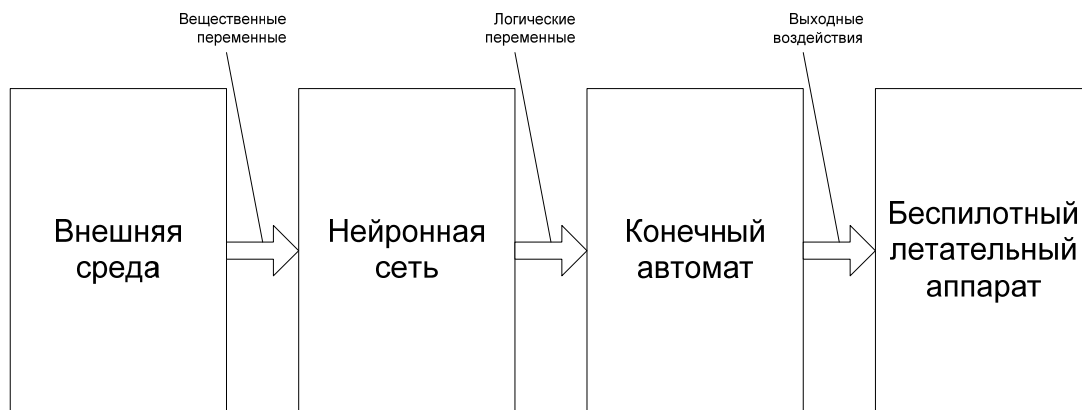 Вещественные
переменные
Логические
переменные
Выходные
воздействия
Внешняя
среда
Нейронная
сеть
Конечный
автомат
Беспилотный
летательный
аппарат